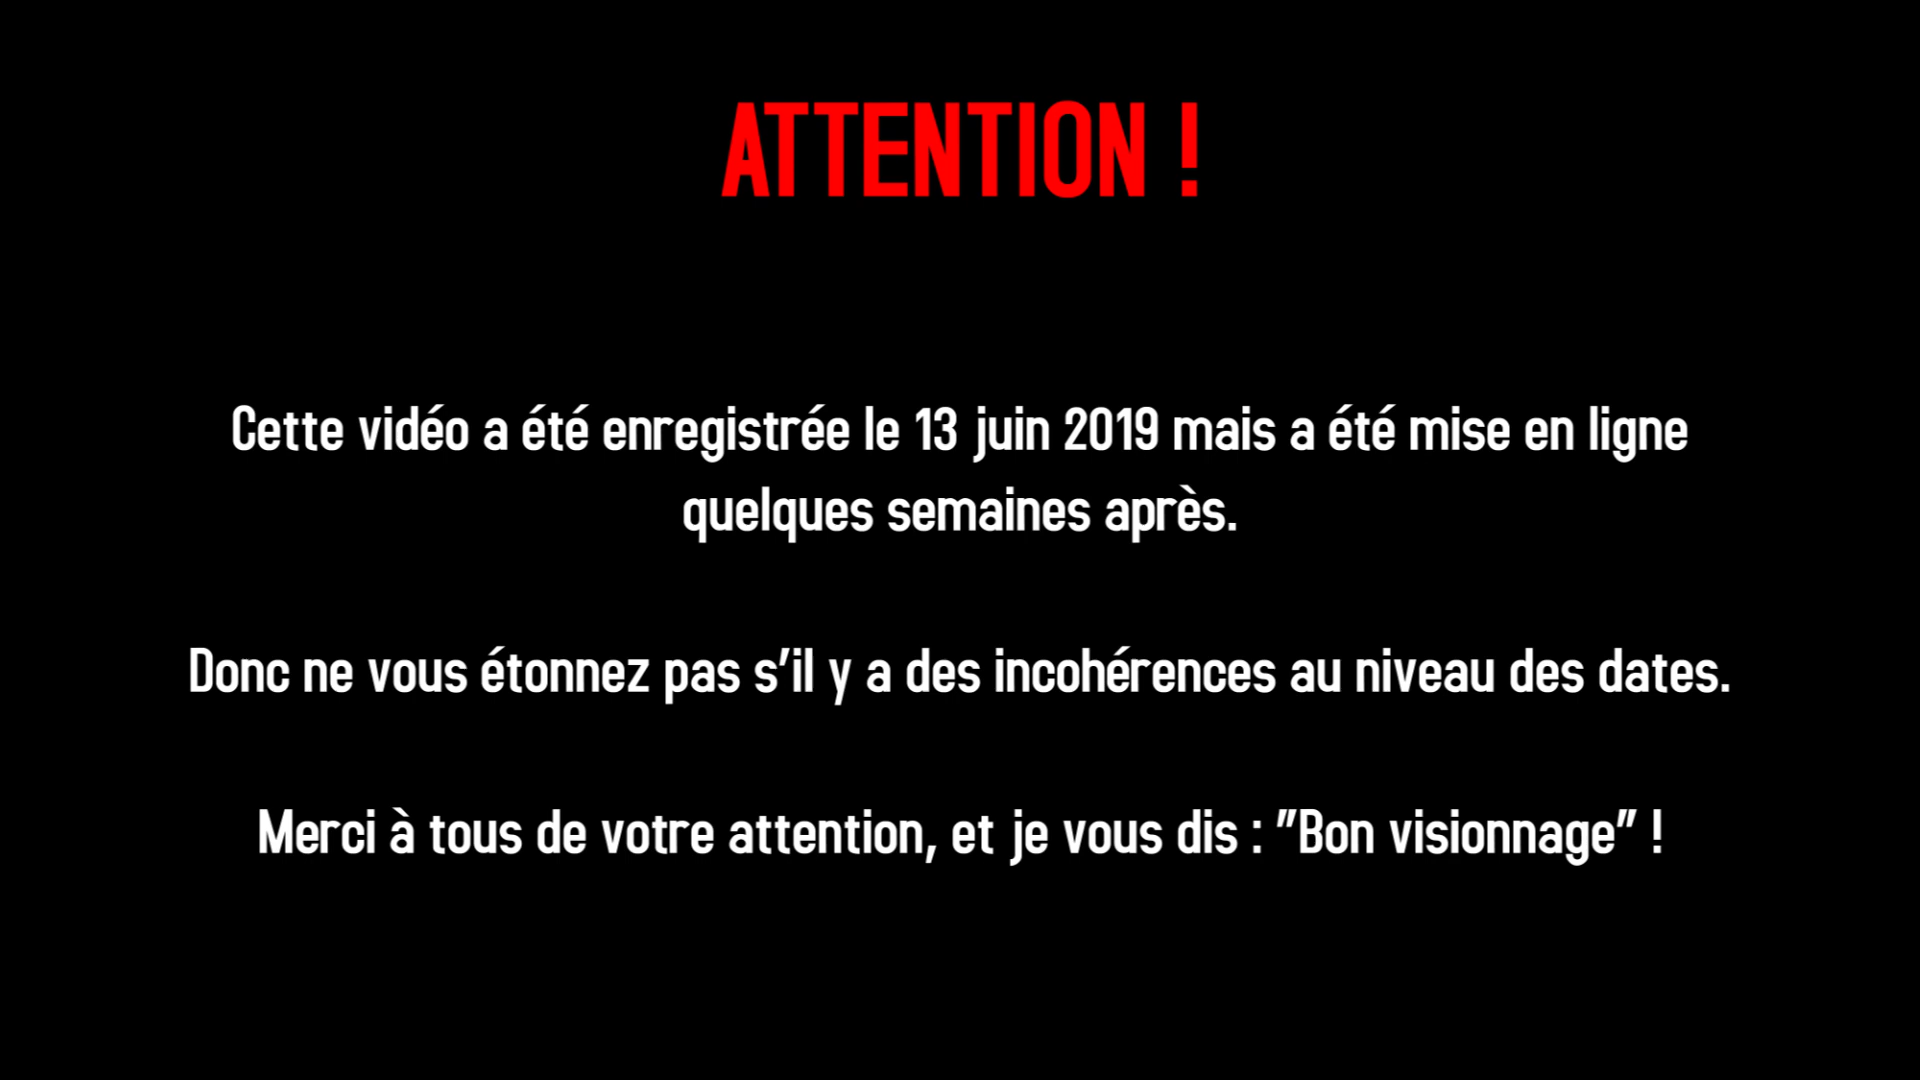 ATTENTION !
Cette vidéo a été enregistrée le 13 juin 2019 mais a été mise en ligne
quelques semaines après.
Donc ne vous étonnez pas s'il y a des incohérences au niveau des dates.
Merci à tous de votre attention, et je vous dis : "Bon visionnage" !